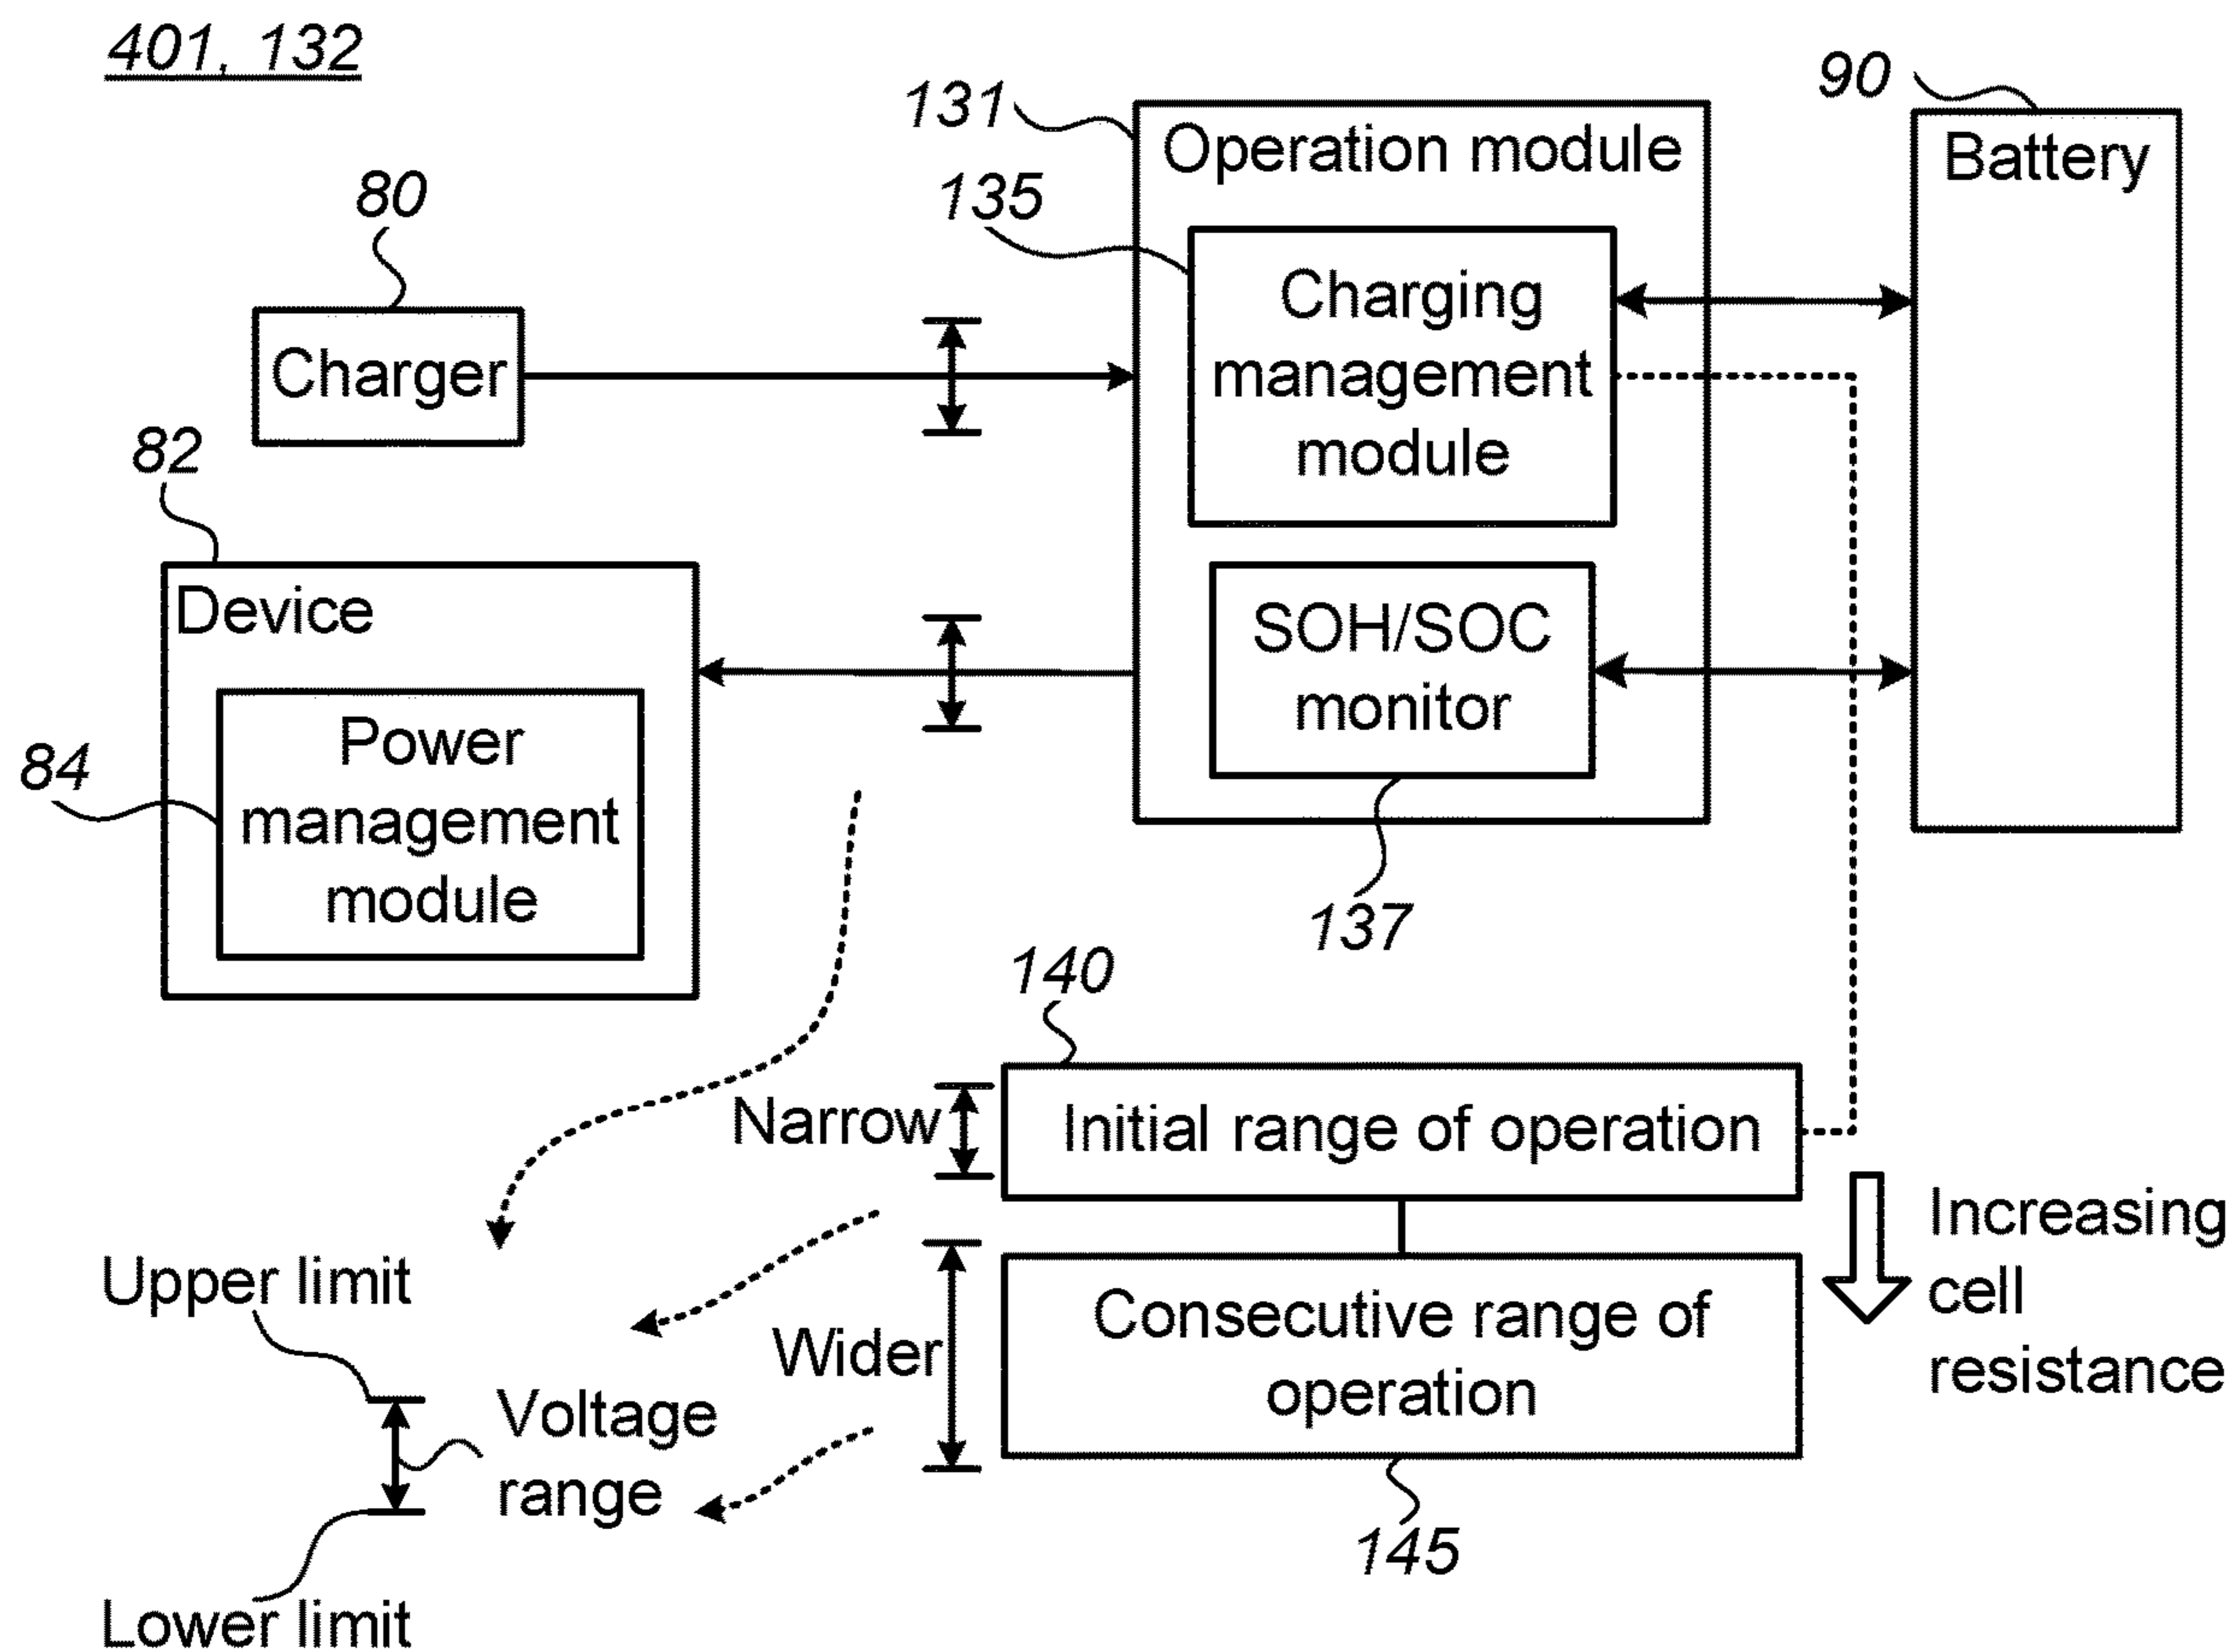 401, 132
90
131
Operation module
Battery
135
80
Charging
management
module
Charger
82
Device
SOH/SOC
monitor
Power
management
module
84
137
140
Narrow
Initial range of operation
Increasing
cell
resistance
Upper limit
Wider
Consecutive range of
operation
Voltage
range
145
Lower limit